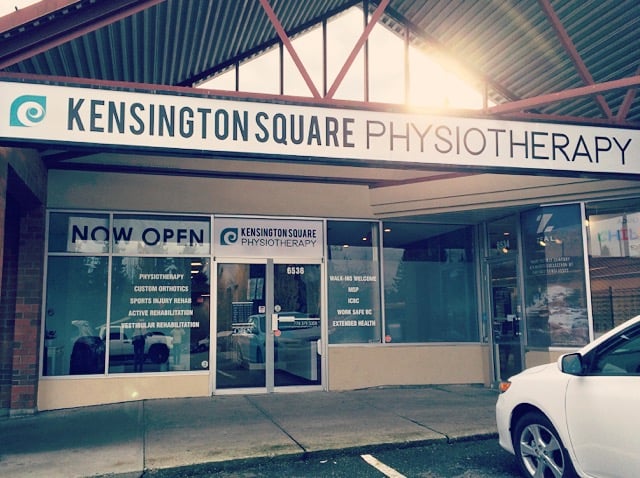 KENSINGTON SQUARE PHYSIOTHERAPY
NOW OPEN
KENSINGTON SQUARE
PHYSIOTHERAPY
6536
PHYSIOTHERAPY
CUSTOM ORTHOTICS
SPORTS INJURY REHAB
ACTIVE REHABILITATION
VESTIBULAR REHABILITATION
WALK-INS WELCOME
MSP
ICBC
WORK SAFE BC
EXTENDED HEALTH
6534